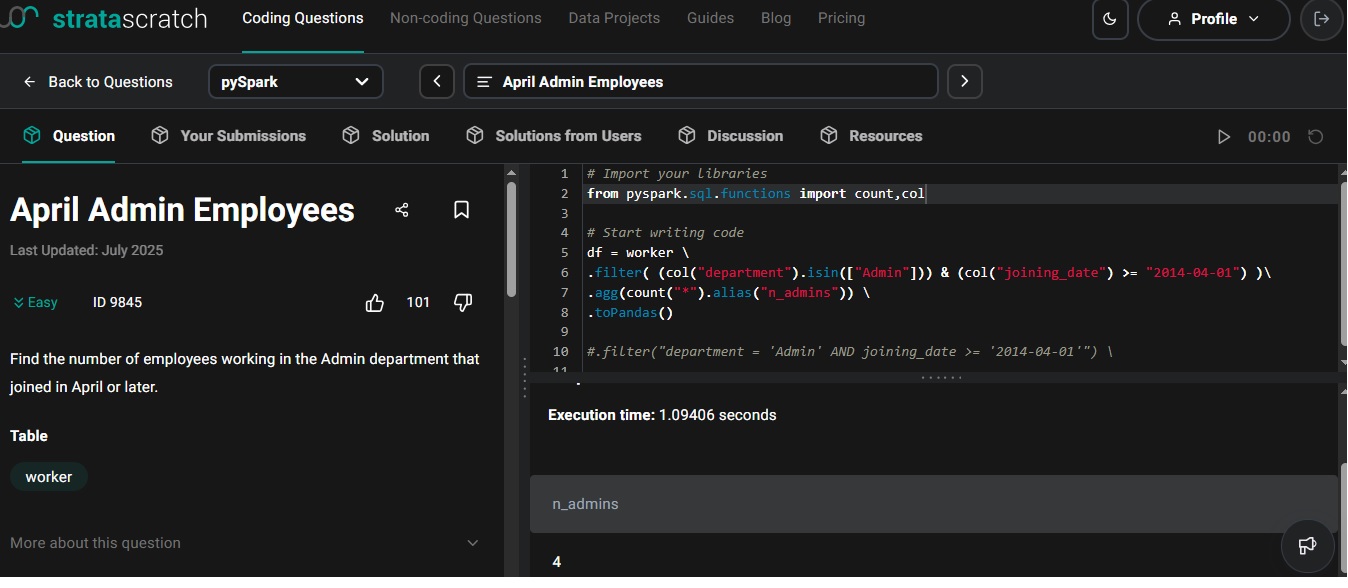 stratascratch Coding Questions Non-coding Questions Data Projects Guides Blog Pricing Profile
Back to Questions pySpark April Admin Employees
Question Your Submissions Solution Solutions from Users Discussion Resources 00:00
April Admin Employees
Last Updated: July 2025
Easy ID 9845 101
Find the number of employees working in the Admin department that
joined in April or later.
Table
worker
More about this question
1 # Import your libraries
2 from pyspark.sql.functions import count,col
3
4 # Start writing code
5 df = worker \
6 .filter( (col("department").isin(["Admin"])) & (col("joining_date") >= "2014-04-01") )\
7 .agg(count("*").alias("n_admins")) \
8 .toPandas()
9
10 #.filter("department = 'Admin' AND joining_date >= '2014-04-01'") \
11
Execution time: 1.09406 seconds
n_admins
4